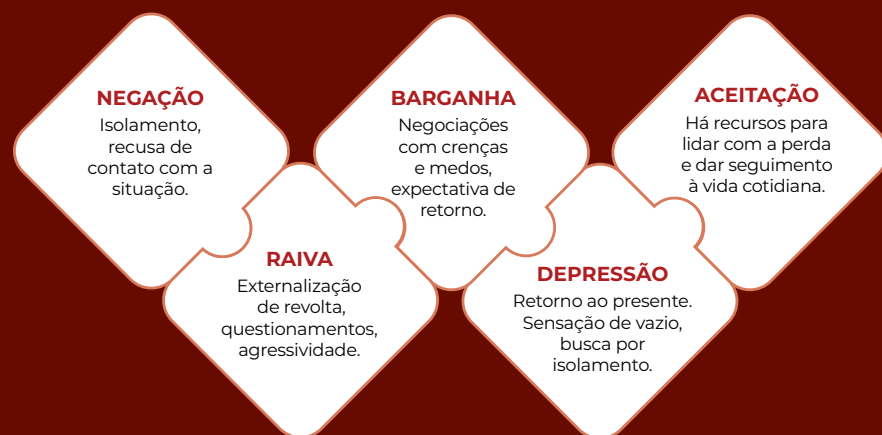 NEGAÇÃO
Isolamento,
recusa de
contato com a
situação.
RAIVA
Externalização
de revolta,
questionamentos,
agressividade.
BARGANHA
Negociações
com crenças
e medos,
expectativa de
retorno.
DEPRESSÃO
Retorno ao presente.
Sensação de vazio,
busca por
isolamento.
ACEITAÇÃO
Há recursos para
lidar com a perda
e dar seguimento
à vida cotidiana.